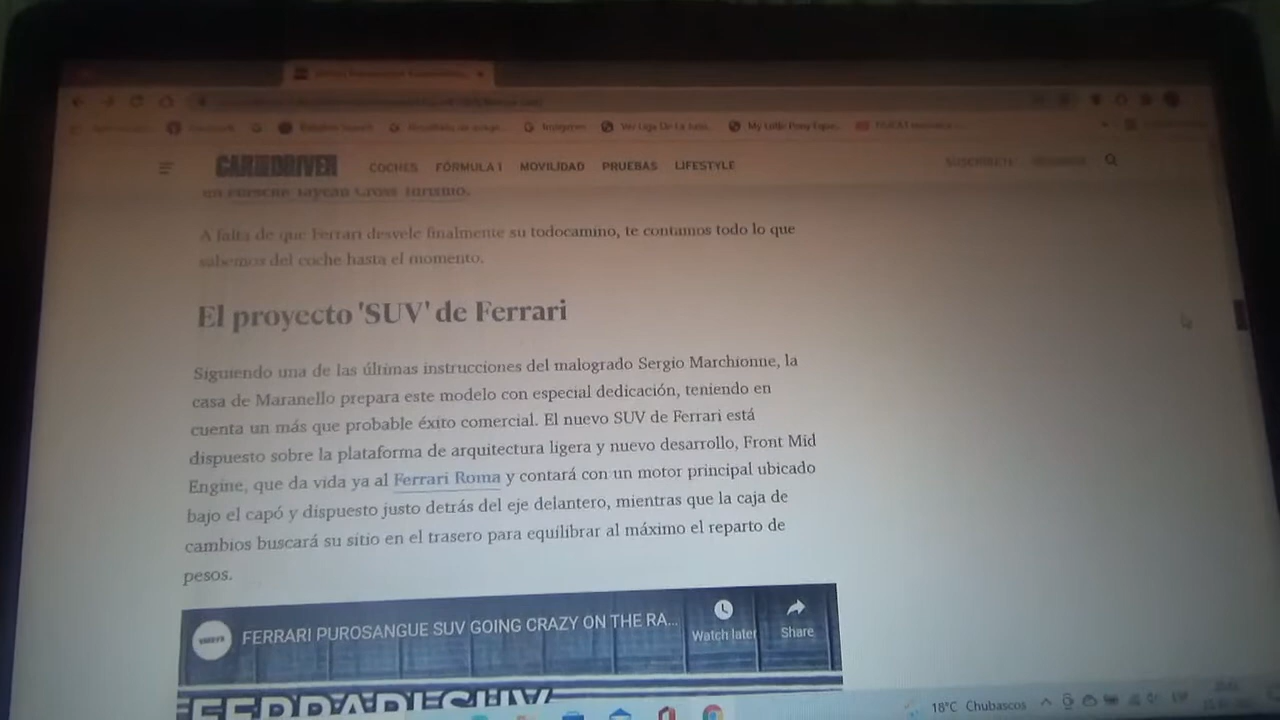 CAR AND DRIVER
COCHES FÓRMULA 1 MOVILIDAD PRUEBAS LIFESTYLE
un Porsche Taycan Cross Turismo.
A falta de que Ferrari desvele finalmente su todocamino, te contamos todo lo que
sabemos del coche hasta el momento.
El proyecto 'SUV' de Ferrari
Siguiendo una de las últimas instrucciones del malogrado Sergio Marchionne, la
casa de Maranello prepara este modelo con especial dedicación, teniendo en
cuenta un más que probable éxito comercial. El nuevo SUV de Ferrari está
dispuesto sobre la plataforma de arquitectura ligera y nuevo desarrollo, Front Mid
Engine, que da vida ya al Ferrari Roma y contará con un motor principal ubicado
bajo el capó y dispuesto justo detrás del eje delantero, mientras que la caja de
cambios buscará su sitio en el trasero para equilibrar al máximo el reparto de
pesos.
FERRARI PUROSANGUE SUV GOING CRAZY ON THE RA...
Watch later
Share
FERRARI SUV
18°C Chubascos